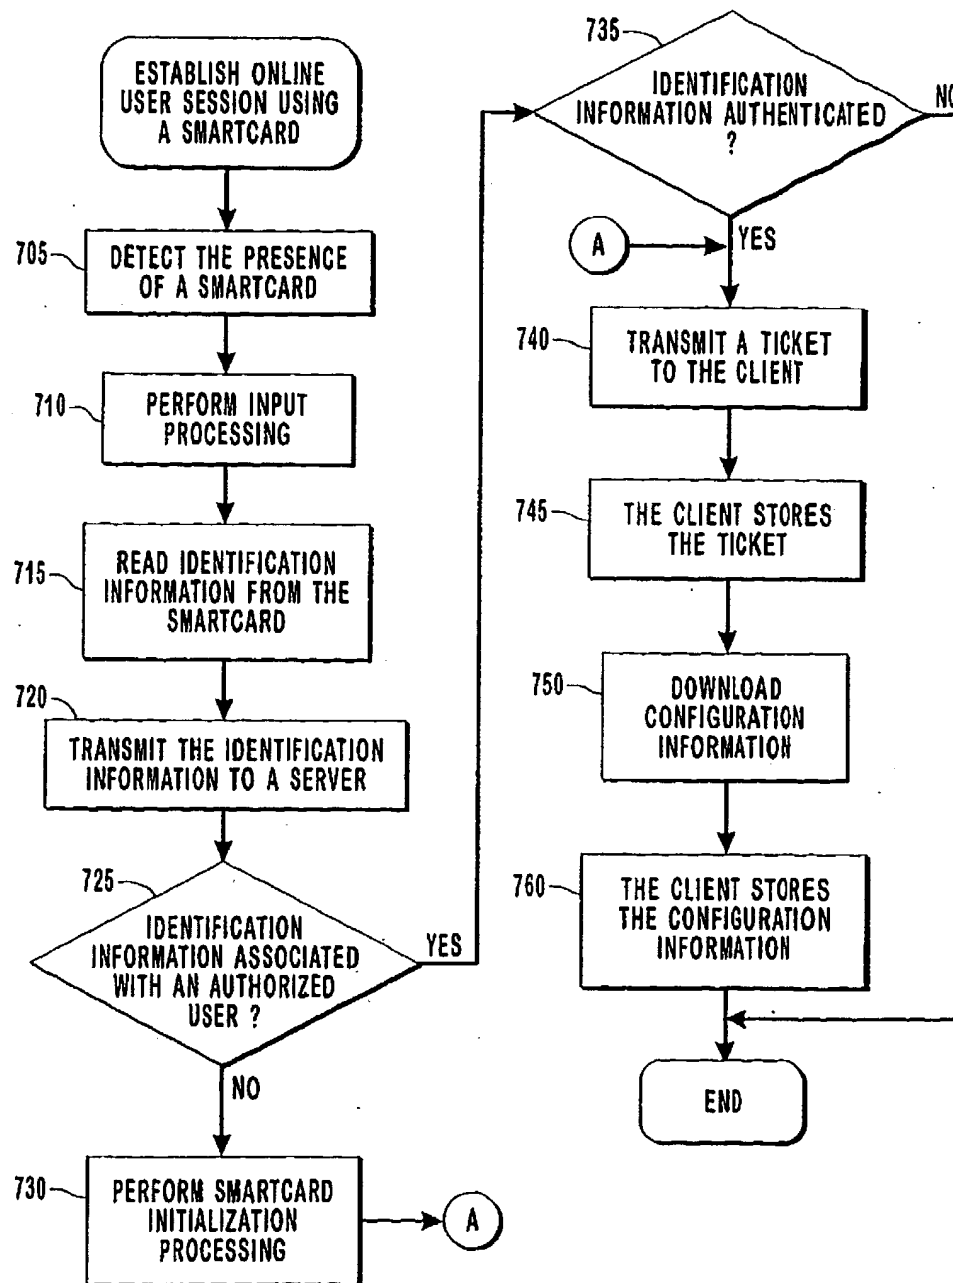 ESTABLISH ONLINE
USER SESSION USING
A SMARTCARD
705
DETECT THE PRESENCE
OF A SMARTCARD
710
PERFORM INPUT
PROCESSING
715
READ IDENTIFICATION
INFORMATION FROM THE
SMARTCARD
720
TRANSMIT THE IDENTIFICATION
INFORMATION TO A SERVER
725
IDENTIFICATION
INFORMATION ASSOCIATED
WITH AN AUTHORIZED
USER ?
YES
NO
730
PERFORM SMARTCARD
INITIALIZATION
PROCESSING
A
735
IDENTIFICATION
INFORMATION AUTHENTICATED
?
NO
A
YES
740
TRANSMIT A TICKET
TO THE CLIENT
745
THE CLIENT STORES
THE TICKET
750
DOWNLOAD
CONFIGURATION
INFORMATION
760
THE CLIENT STORES
THE CONFIGURATION
INFORMATION
END